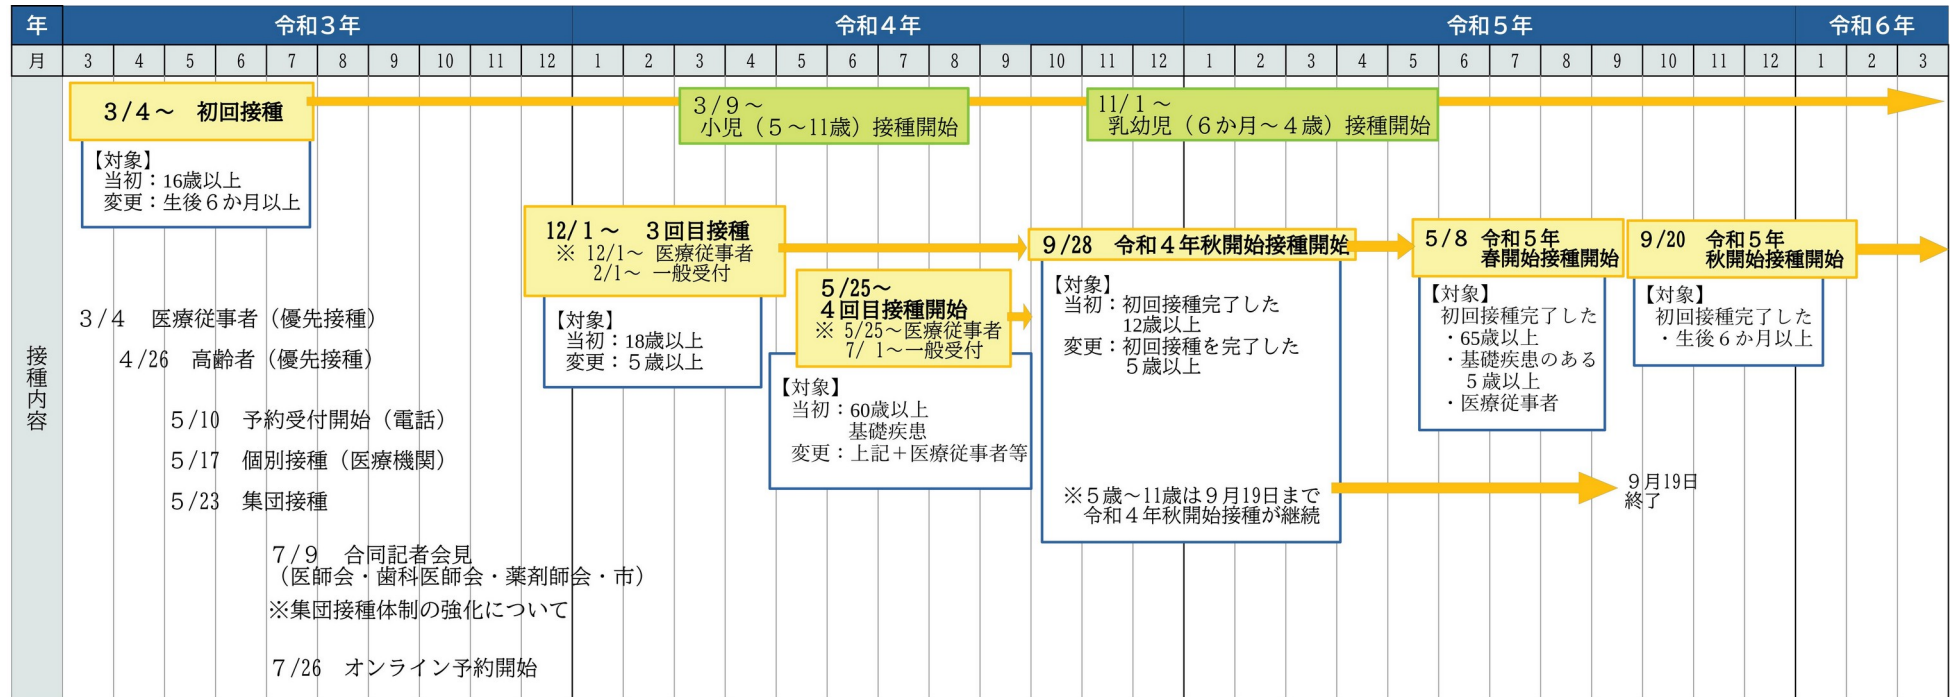 年 令和３年 令和４年 令和５年 令和６年
月 3 4 5 6 7 8 9 10 11 12 1 2 3 4 5 6 7 8 9 10 11 12 1 2 3 4 5 6 7 8 9 10 11 12 1 2 3
接種内容
３/４～　初回接種
【対象】
当初：16歳以上
変更：生後６か月以上
３/９～
小児（５～11歳）接種開始
11/１～
乳幼児（６か月～４歳）接種開始
３/４　医療従事者（優先接種）
４/26　高齢者（優先接種）
５/10　予約受付開始（電話）
５/17　個別接種（医療機関）
５/23　集団接種
７/９　合同記者会見
（医師会・歯科医師会・薬剤師会・市）
※集団接種体制の強化について
７/26　オンライン予約開始
12/１～　３回目接種
※ 12/1～ 医療従事者
2/1～ 一般受付
【対象】
当初：18歳以上
変更：５歳以上
５/25～
４回目接種開始
※ 5/25～医療従事者
7/ 1～一般受付
【対象】
当初：60歳以上
基礎疾患
変更：上記＋医療従事者等
９/28　令和４年秋開始接種開始
【対象】
当初：初回接種完了した
12歳以上
変更：初回接種を完了した
５歳以上
※５歳～11歳は９月19日まで
令和４年秋開始接種が継続
９月19日
終了
５/８ 令和５年
春開始接種開始
【対象】
初回接種完了した
・65歳以上
・基礎疾患のある
５歳以上
・医療従事者
９/20　令和５年
秋開始接種開始
【対象】
初回接種完了した
・生後６か月以上